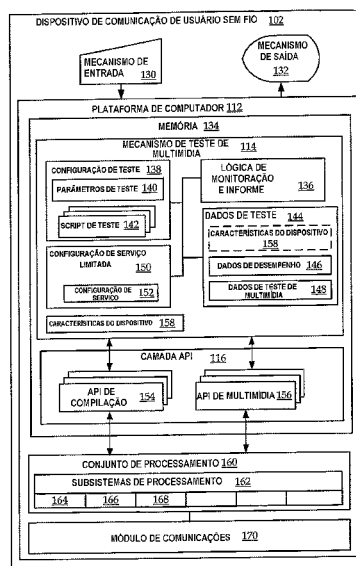 DISPOSITIVO DE COMUNICAÇÃO DE USUÁRIO SEM FIO 102
MECANISMO DE
ENTRADA 130
MECANISMO
DE SAÍDA
132
PLATAFORMA DE COMPUTADOR 112
MEMÓRIA 134
MECANISMO DE TESTE DE
MULTIMÍDIA 114
CONFIGURAÇÃO DE TESTE 138
PARÂMETROS DE TESTE 140
SCRIPT DE TESTE 142
CONFIGURAÇÃO DE SERVIÇO
LIMITADA
150
CONFIGURAÇÃO DE
SERVIÇO 152
CARACTERÍSTICAS DO DISPOSITIVO 158
LÓGICA DE
MONITORAÇÃO
E INFORME 136
DADOS DE TESTE 144
CARACTERÍSTICAS DO DISPOSITIVO
158
DADOS DE DESEMPENHO 146
DADOS DE TESTE DE
MULTIMÍDIA 148
CAMADA API 116
API DE
COMPILAÇÃO 154
API DE
MULTIMÍDIA 156
CONJUNTO DE PROCESSAMENTO 160
SUBSISTEMAS DE PROCESSAMENTO 162
164 166 168
MÓDULO DE COMUNICAÇÕES 170